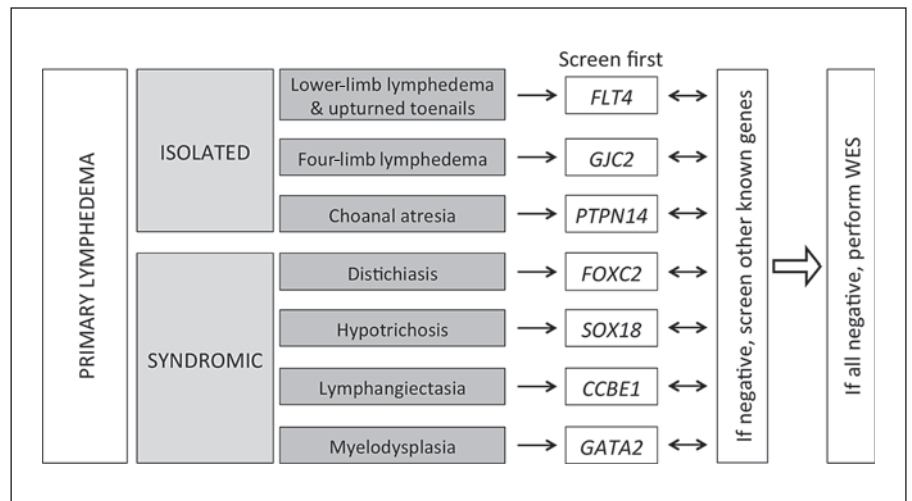 Screen first
PRIMARY LYMPHEDEMA
ISOLATED
Lower-limb lymphedema
& upturned toenails
FLT4
Four-limb lymphedema
GJC2
Choanal atresia
PTPN14
SYNDROMIC
Distichiasis
FOXC2
Hypotrichosis
SOX18
Lymphangiectasia
CCBE1
Myelodysplasia
GATA2
If negative, screen other known genes
If all negative, perform WES